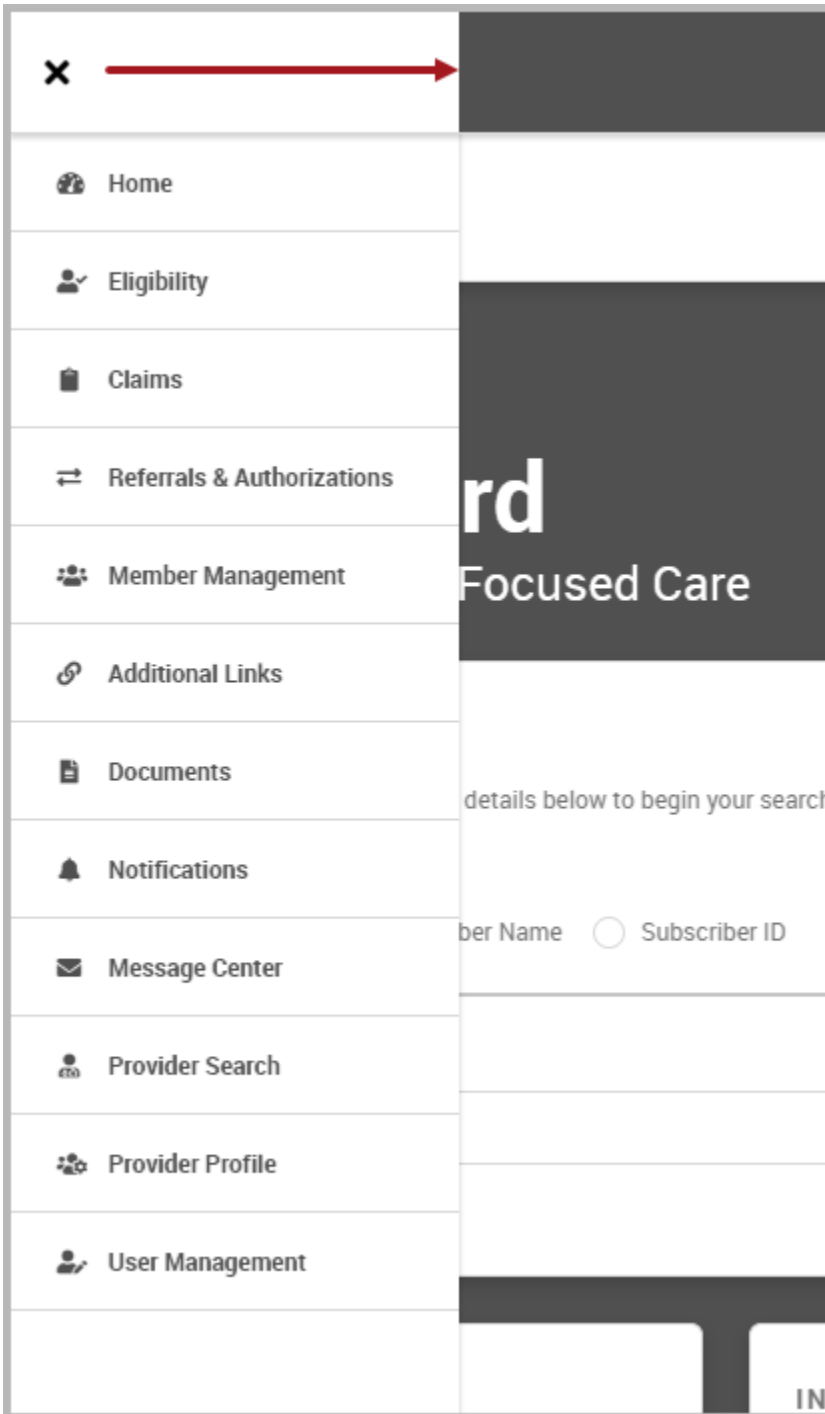 Home
Eligibility
Claims
Referrals & Authorizations
rd
Member Management
Focused Care
Additional Links
Documents
details below to begin your search
Notifications
ber Name
Subscriber ID
Message Center
Provider Search
Provider Profile
User Management
IN